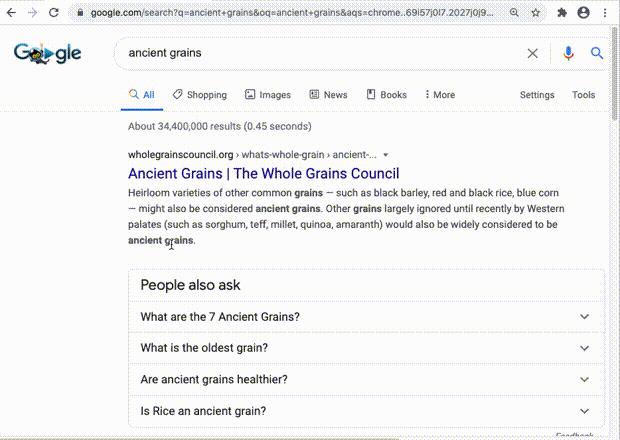 google.com/search?q=ancient+grains&oq=ancient+grains&aqs=chrome..69i57j0l7.2027j0j9...
Google
ancient grains
All Shopping Images News Books More Settings Tools
About 34,400,000 results (0.45 seconds)
wholegrainscouncil.org › whats-whole-grain › ancient-...
Ancient Grains | The Whole Grains Council
Heirloom varieties of other common grains — such as black barley, red and black rice, blue corn
— might also be considered ancient grains. Other grains largely ignored until recently by Western
palates (such as sorghum, teff, millet, quinoa, amaranth) would also be widely considered to be
ancient grains.
People also ask
What are the 7 Ancient Grains?
What is the oldest grain?
Are ancient grains healthier?
Is Rice an ancient grain?
Feedback